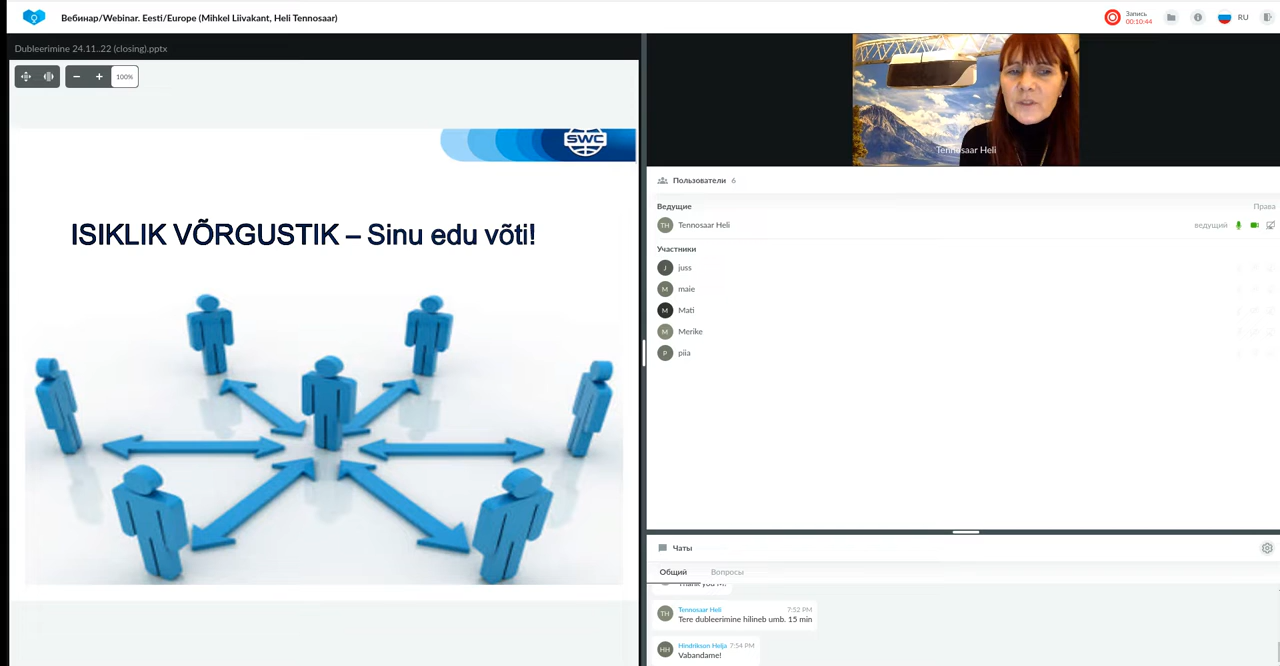 Вебинар/Webinar. Eesti/Europe (Mihkel Liivakant, Heli Tennosaar)
Запись
00:10:44
RU
Dubleerimine 24.11..22 (closing).pptx
100%
SWC
ISIKLIK VÕRGUSTIK – Sinu edu võti!
Tennosaar Heli
Пользователи 6
Ведущие
Права
TH Tennosaar Heli
ведущий
Участники
J juss
M maie
M Mati
M Merike
P piia
Чаты
Общий Вопросы
Thank you M!
Tennosaar Heli 7:52 PM
TH Tere dubleerimine hilineb umb. 15 min
Hindrikson Helja 7:54 PM
HH Vabandame!